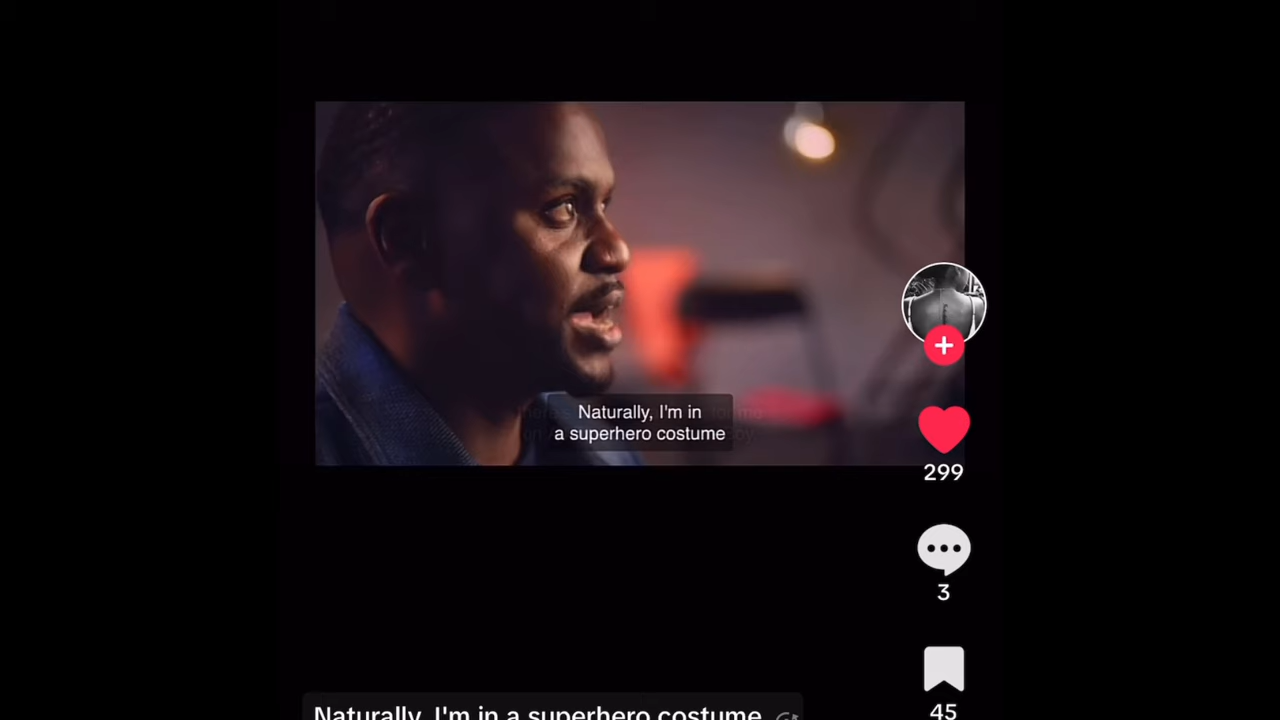 Naturally, I'm in
a superhero costume
299
3
45
Naturally, I'm in a superhero costume